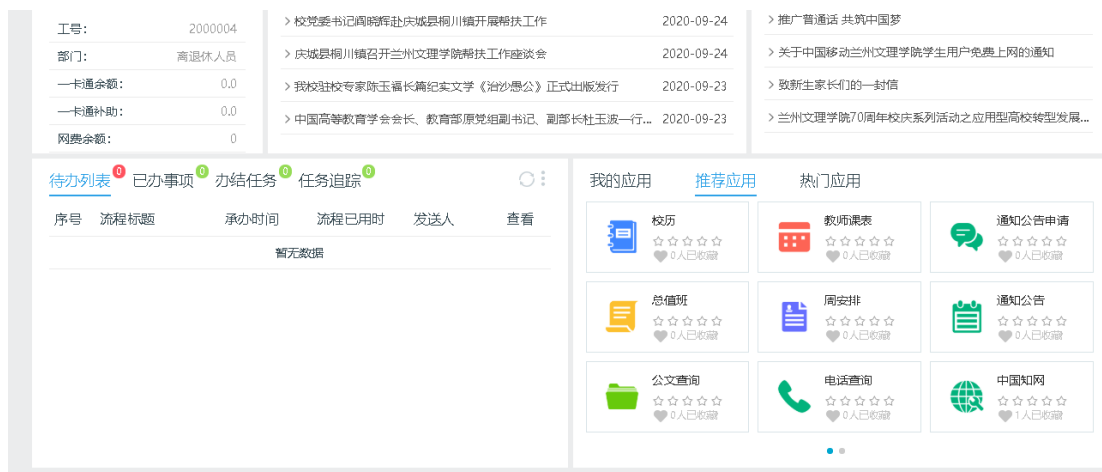 工号： 2000004
部门： 离退休人员
一卡通余额： 0.0
一卡通补助： 0.0
网费余额： 0
> 校党委书记阎晓辉赴庆城县桐川镇开展帮扶工作 2020-09-24
> 庆城县桐川镇召开兰州文理学院帮扶工作座谈会 2020-09-24
> 我校驻校专家陈玉福长篇纪实文学《治沙愚公》正式出版发行 2020-09-23
> 中国高等教育学会会长、教育部原党组副书记、副部长杜玉波一行... 2020-09-23
> 推广普通话 共筑中国梦
> 关于中国移动兰州文理学院学生用户免费上网的通知
> 致新生家长们的一封信
> 兰州文理学院70周年校庆系列活动之应用型高校转型发展...
待办列表 0 已办事项 0 办结任务 0 任务追踪 0
序号 流程标题 承办时间 流程已用时 发送人 查看
暂无数据
我的应用 推荐应用 热门应用
校历
0人已收藏
教师课表
0人已收藏
通知公告申请
0人已收藏
总值班
0人已收藏
周安排
0人已收藏
通知公告
0人已收藏
公文查询
0人已收藏
电话查询
0人已收藏
中国知网
1人已收藏